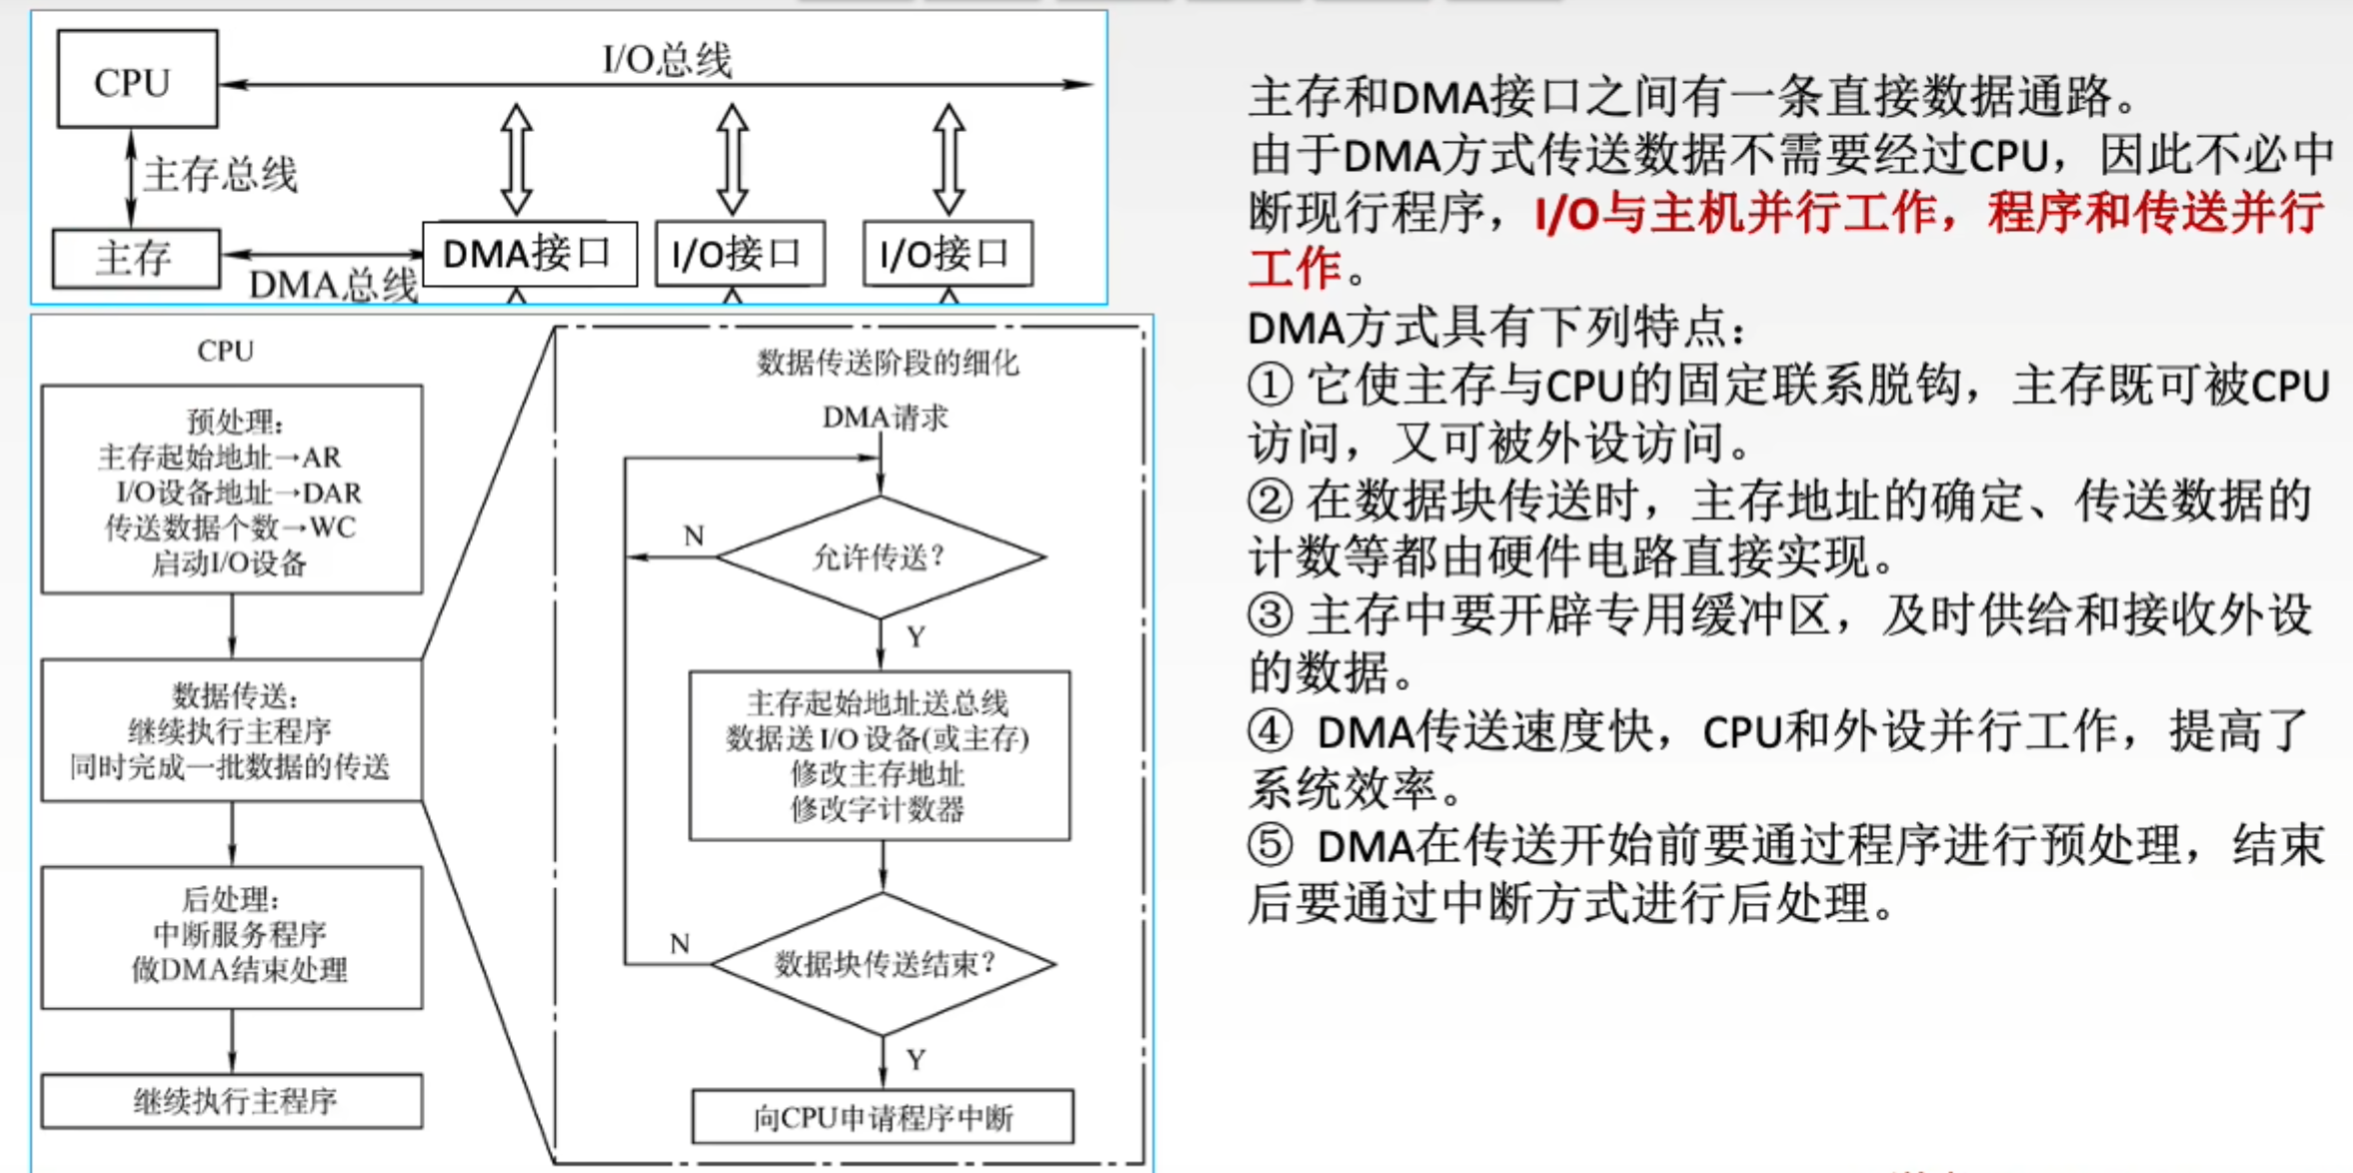 CPU
I/O总线
主存总线
主存
DMA总线
DMA接口
I/O接口
I/O接口
CPU
预处理：
主存起始地址→AR
I/O设备地址→DAR
传送数据个数→WC
启动I/O设备
数据传送：
继续执行主程序
同时完成一批数据的传送
后处理：
中断服务程序
做DMA结束处理
继续执行主程序
数据传送阶段的细化
DMA请求
允许传送？
N
Y
主存起始地址送总线
数据送I/O设备(或主存)
修改主存地址
修改字计数器
数据块传送结束？
N
Y
向CPU申请程序中断
主存和DMA接口之间有一条直接数据通路。
由于DMA方式传送数据不需要经过CPU，因此不必中
断现行程序，I/O与主机并行工作，程序和传送并行
工作。
DMA方式具有下列特点：
① 它使主存与CPU的固定联系脱钩，主存既可被CPU
访问，又可被外设访问。
② 在数据块传送时，主存地址的确定、传送数据的
计数等都由硬件电路直接实现。
③ 主存中要开辟专用缓冲区，及时供给和接收外设
的数据。
④ DMA传送速度快，CPU和外设并行工作，提高了
系统效率。
⑤ DMA在传送开始前要通过程序进行预处理，结束
后要通过中断方式进行后处理。